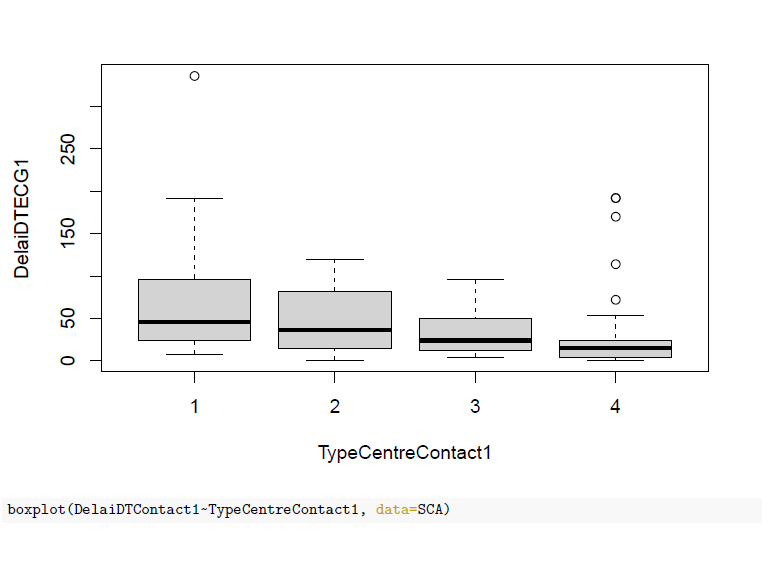 DelaiDTECG1
250
150
50
0
1 2 3 4
TypeCentreContact1
boxplot(DelaiDTContact1~TypeCentreContact1, data=SCA)